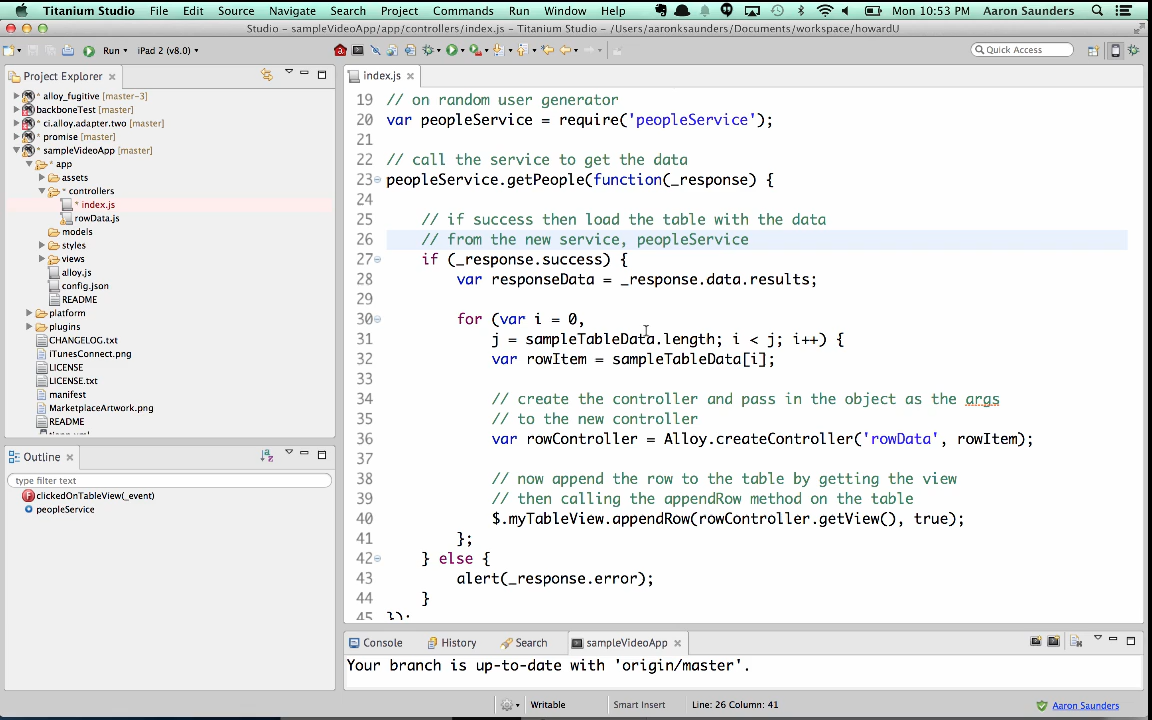 Titanium Studio File Edit Source Navigate Search Project Commands Run Window Help Mon 10:53 PM Aaron Saunders
Studio - sampleVideoApp/app/controllers/index.js - Titanium Studio - /Users/aaronksaunders/Documents/workspace/howardU
Run iPad 2 (v8.0) Quick Access
Project Explorer
* alloy_fugitive [master-3]
backboneTest [master]
* ci.alloy.adapter.two [master]
* promise [master]
* sampleVideoApp [master]
* app
assets
* controllers
* index.js
rowData.js
models
styles
views
alloy.js
config.json
README
platform
plugins
CHANGELOG.txt
iTunesConnect.png
LICENSE
LICENSE.txt
manifest
MarketplaceArtwork.png
README
Outline
type filter text
clickedOnTableView(_event)
peopleService
index.js
19 // on random user generator
20 var peopleService = require('peopleService');
21
22 // call the service to get the data
23 peopleService.getPeople(function(_response) {
24
25 // if success then load the table with the data
26 // from the new service, peopleService
27 if (_response.success) {
28 var responseData = _response.data.results;
29
30 for (var i = 0,
31 j = sampleTableData.length; i < j; i++) {
32 var rowItem = sampleTableData[i];
33
34 // create the controller and pass in the object as the args
35 // to the new controller
36 var rowController = Alloy.createController('rowData', rowItem);
37
38 // now append the row to the table by getting the view
39 // then calling the appendRow method on the table
40 $.myTableView.appendRow(rowController.getView(), true);
41 };
42 } else {
43 alert(_response.error);
44 }
45 });
Console History Search sampleVideoApp
Your branch is up-to-date with 'origin/master'.
Writable Smart Insert Line: 26 Column: 41 Aaron Saunders